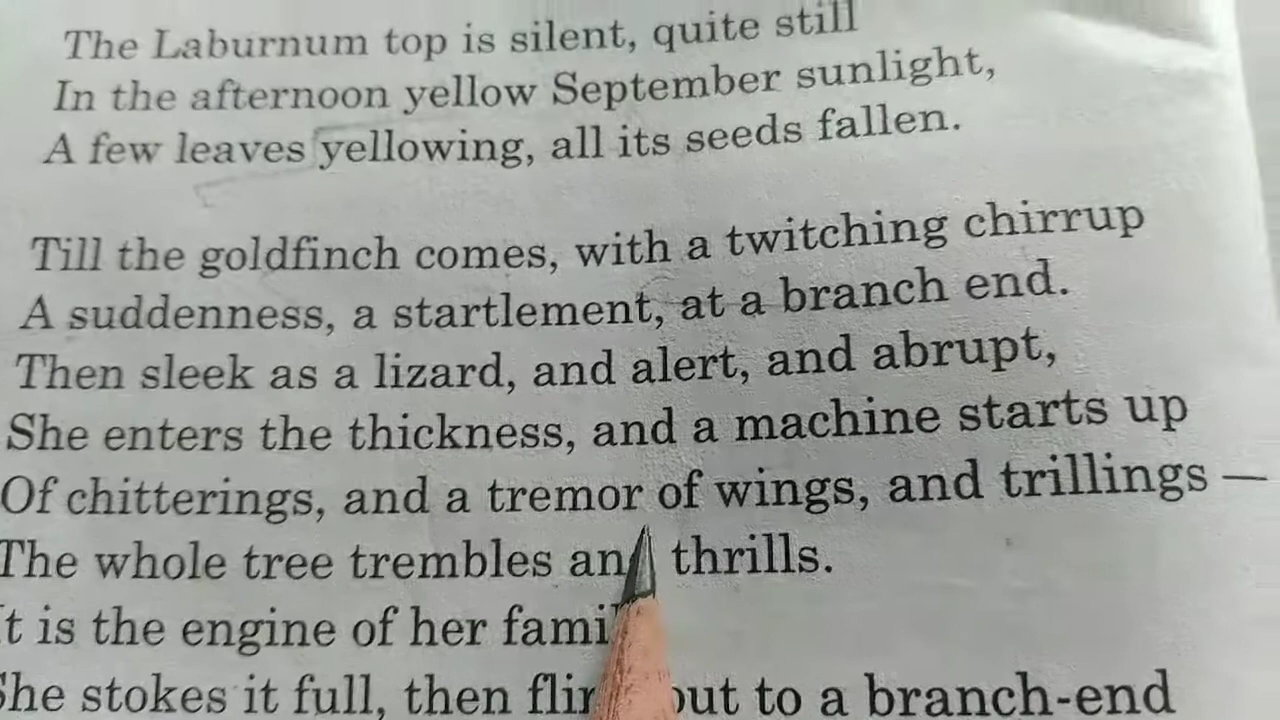 The Laburnum top is silent, quite still
In the afternoon yellow September sunlight,
A few leaves yellowing, all its seeds fallen.
Till the goldfinch comes, with a twitching chirrup
A suddenness, a startlement, at a branch end.
Then sleek as a lizard, and alert, and abrupt,
She enters the thickness, and a machine starts up
Of chitterings, and a tremor of wings, and trillings —
The whole tree trembles and thrills.
It is the engine of her
She stokes it full, then out to a branch-end